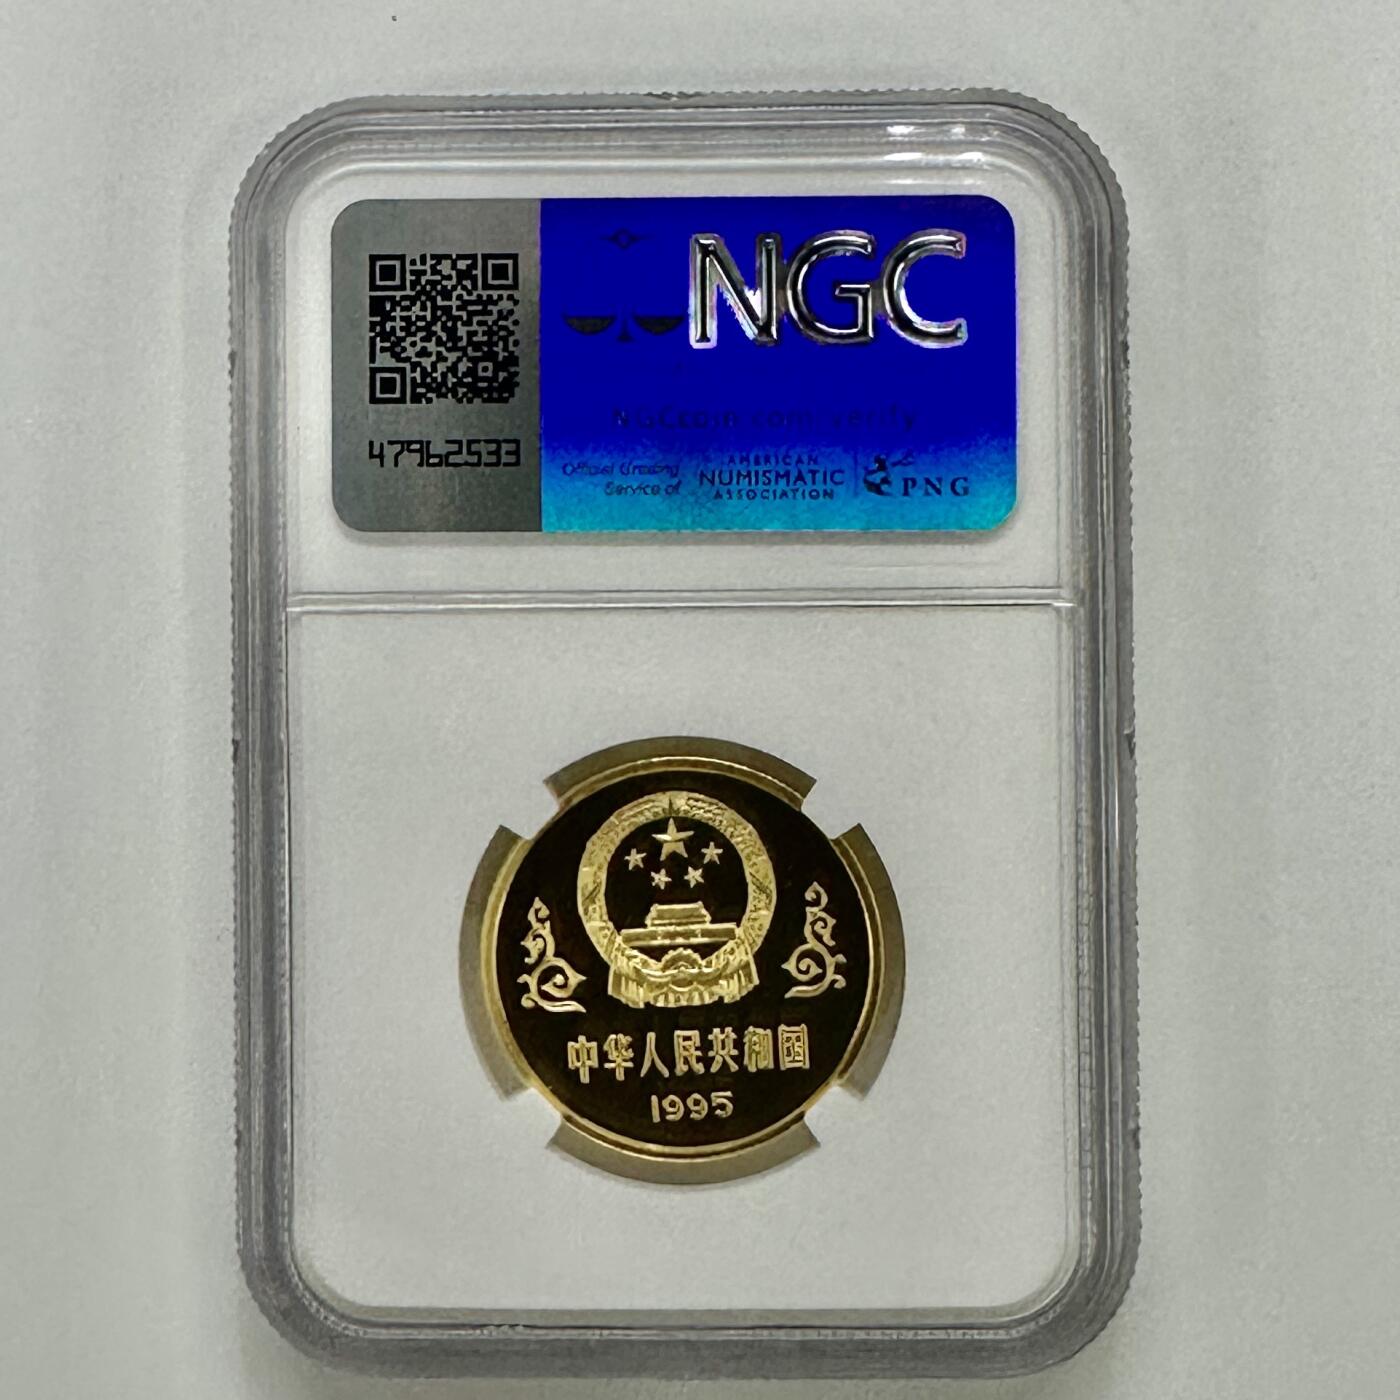 NGC
NGCcoin.com/verify
47962533
Official Grading
Service of
AMERICAN
NUMISMATIC
ASSOCIATION
PNG
中华人民共和国
1995